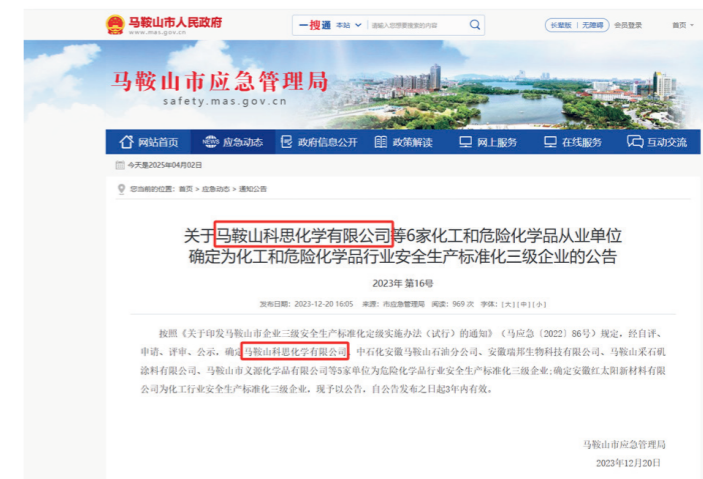 马鞍山市人民政府
www.mas.gov.cn
一搜通 本站 请输入您想要搜索的内容
长辈版 | 无障碍 会员登录 首页
马鞍山市应急管理局
safety.mas.gov.cn
网站首页 NEWS 应急动态 政府信息公开 政策解读 网上服务 在线服务 互动交流
今天是2025年04月02日
您当前的位置：首页 > 应急动态 > 通知公告
关于马鞍山科思化学有限公司等6家化工和危险化学品从业单位
确定为化工和危险化学品行业安全生产标准化三级企业的公告
2023年 第16号
发布日期：2023-12-20 16:05 来源：市应急管理局 阅读：969 次 字体：[大][中][小]
按照《关于印发马鞍山市企业三级安全生产标准化定级实施办法（试行）的通知》（马应急〔2022〕86号）规定，经自评、
申请、评审、公示，确定马鞍山科思化学有限公司、中石化安徽马鞍山石油分公司、安徽瑞邦生物科技有限公司、马鞍山采石矶
涂料有限公司、马鞍山市义源化学品有限公司等5家单位为危险化学品行业安全生产标准化三级企业;确定安徽红太阳新材料有限
公司为化工行业安全生产标准化三级企业，现予以公告，自公告发布之日起3年内有效。
马鞍山市应急管理局
2023年12月20日